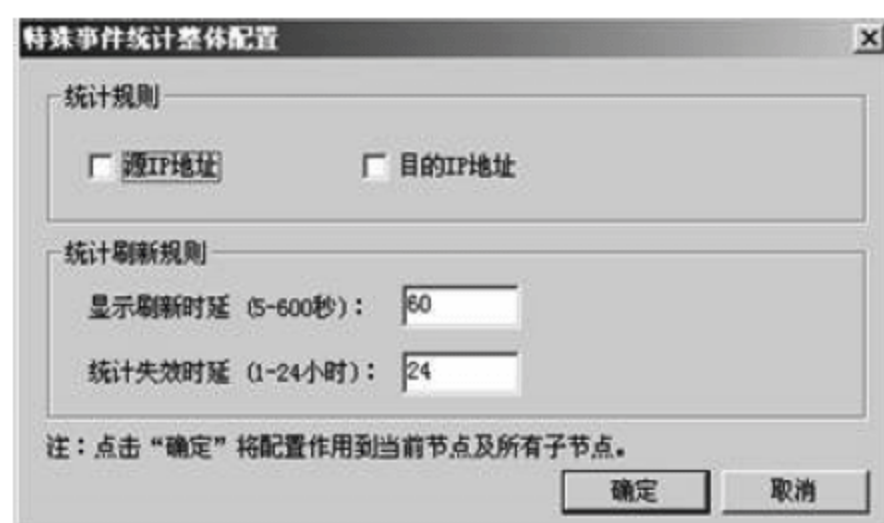 特殊事件统计整体配置
统计规则
源IP地址 目的IP地址
统计刷新规则
显示刷新时延 (5-600秒): 60
统计失效时延 (1-24小时): 24
注：点击“确定”将配置作用到当前节点及所有子节点。
确定 取消